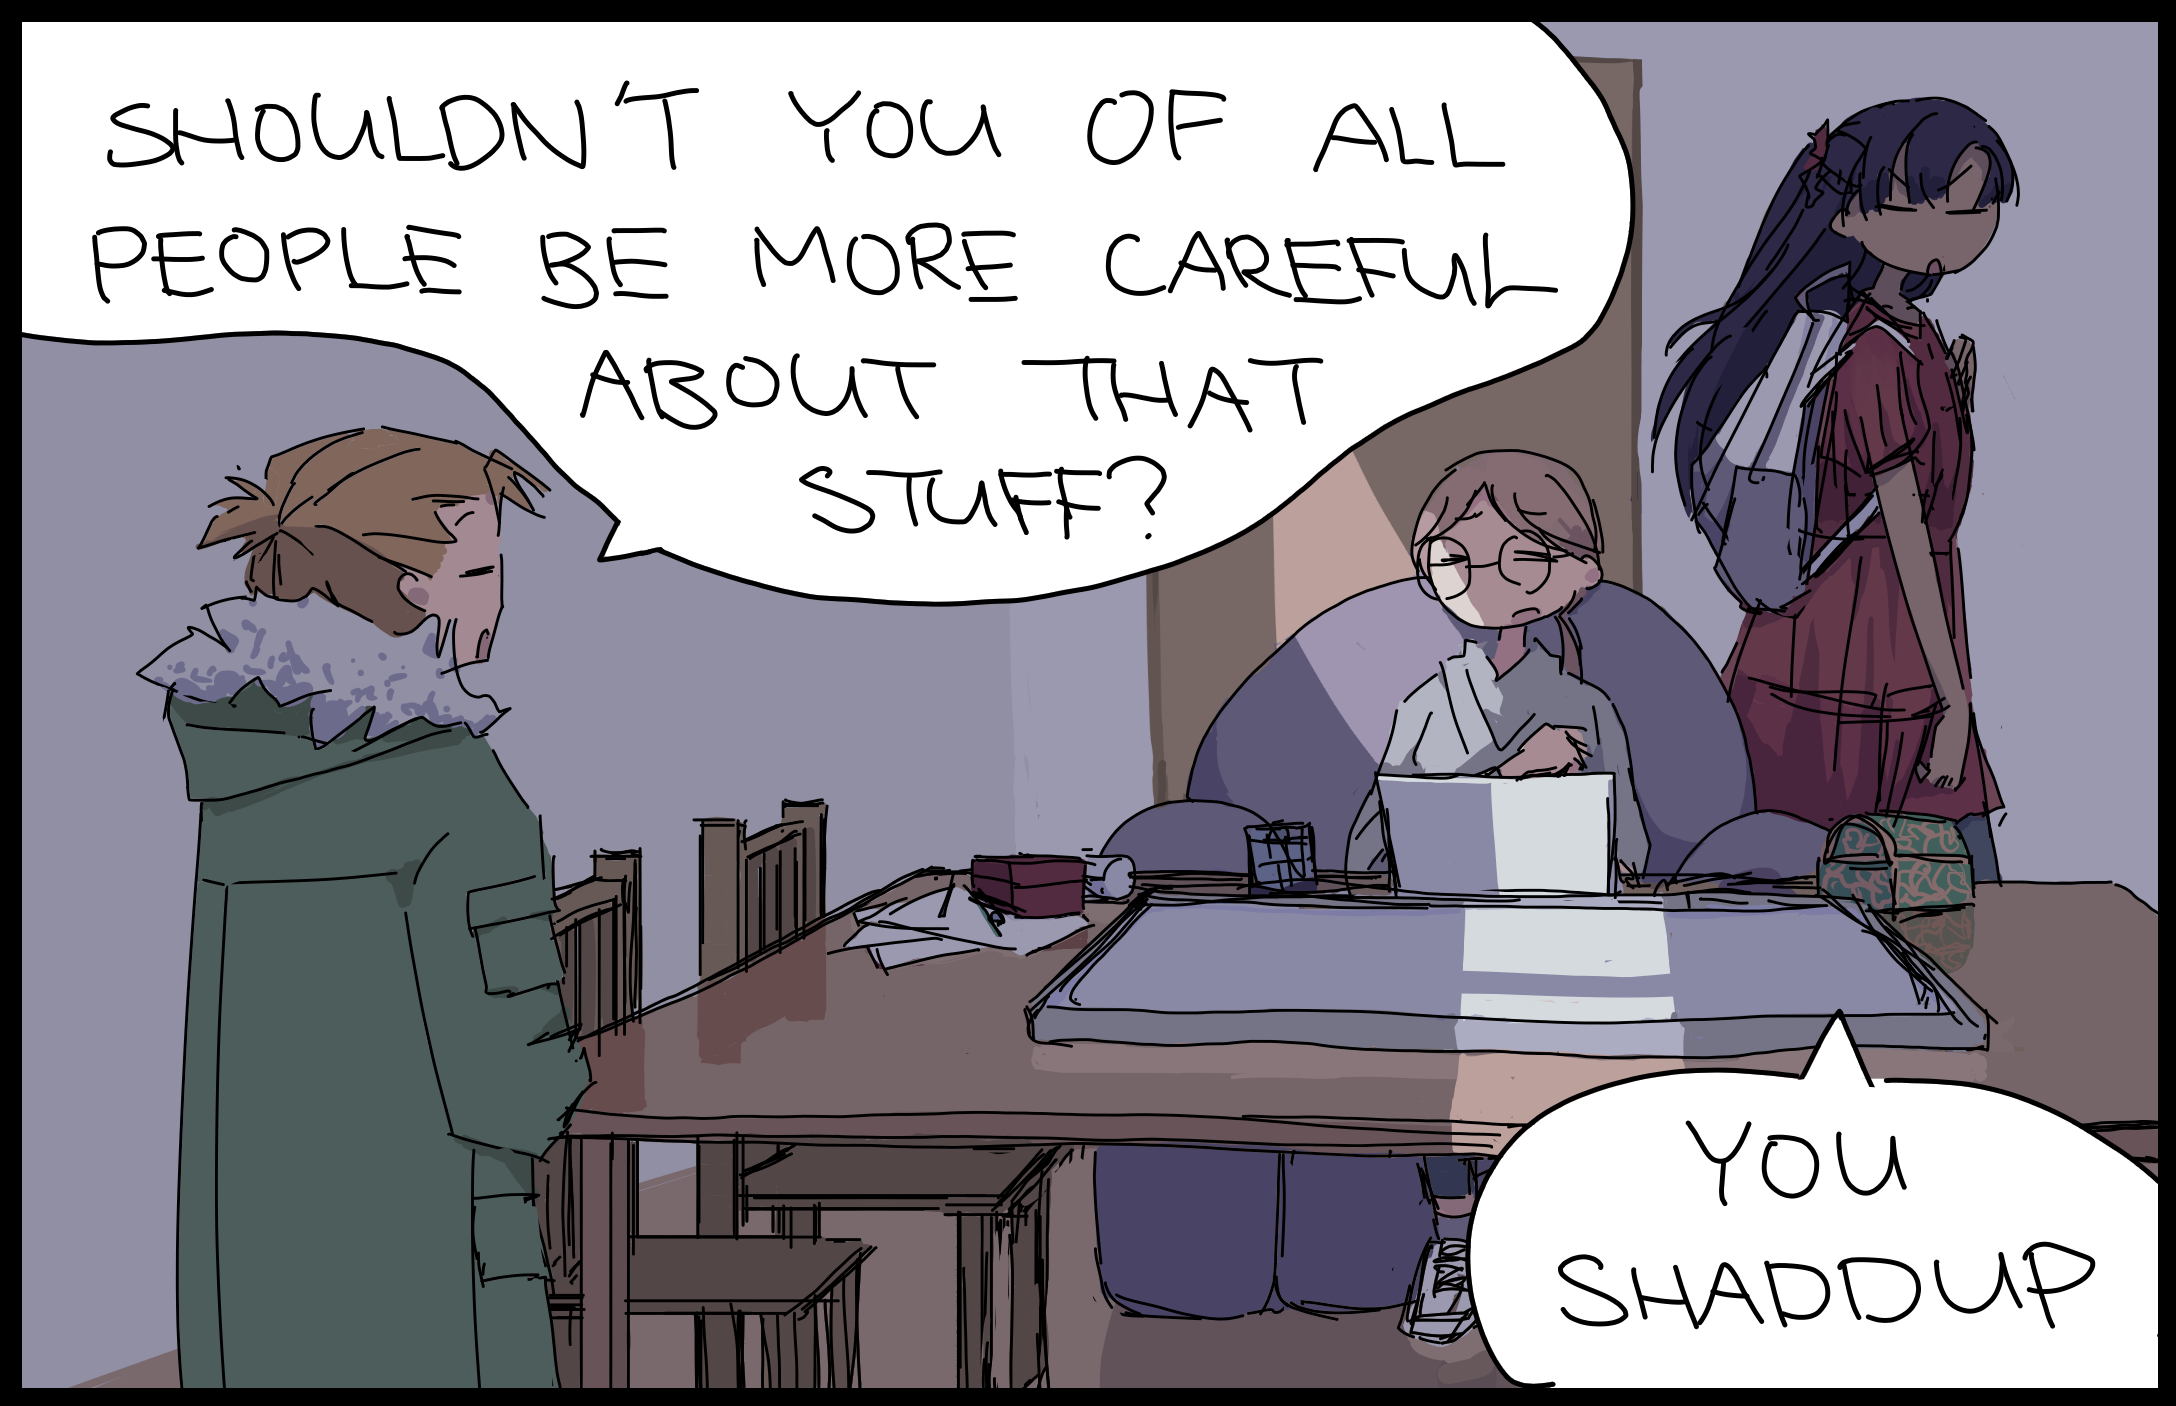 SHOULDN'T YOU OF ALL
PEOPLE BE MORE CAREFUL
ABOUT THAT
STUFF?
YOU
SHADDUP